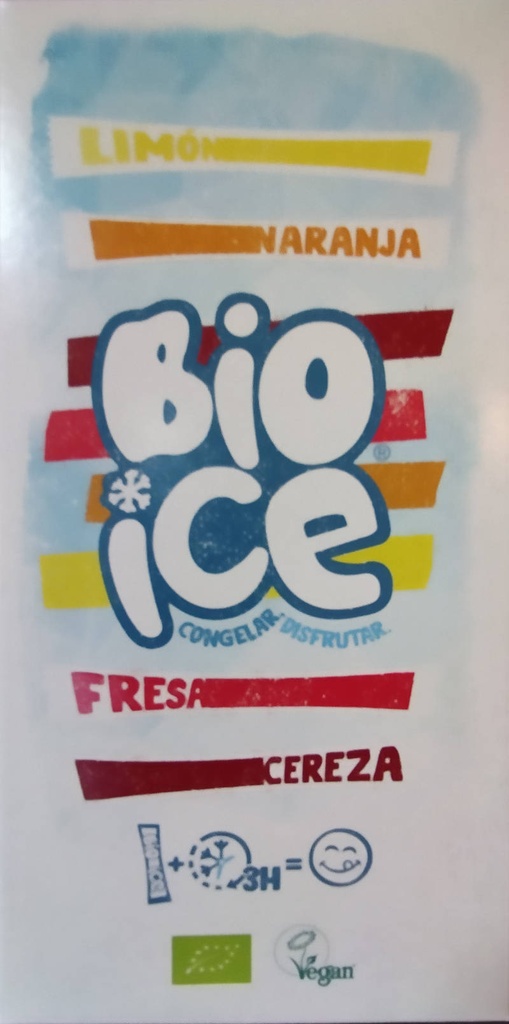 LIMÓN
NARANJA
Bio
ice
®
CONGELAR. DISFRUTAR.
FRESA
CEREZA
+ 3H =
Vegan